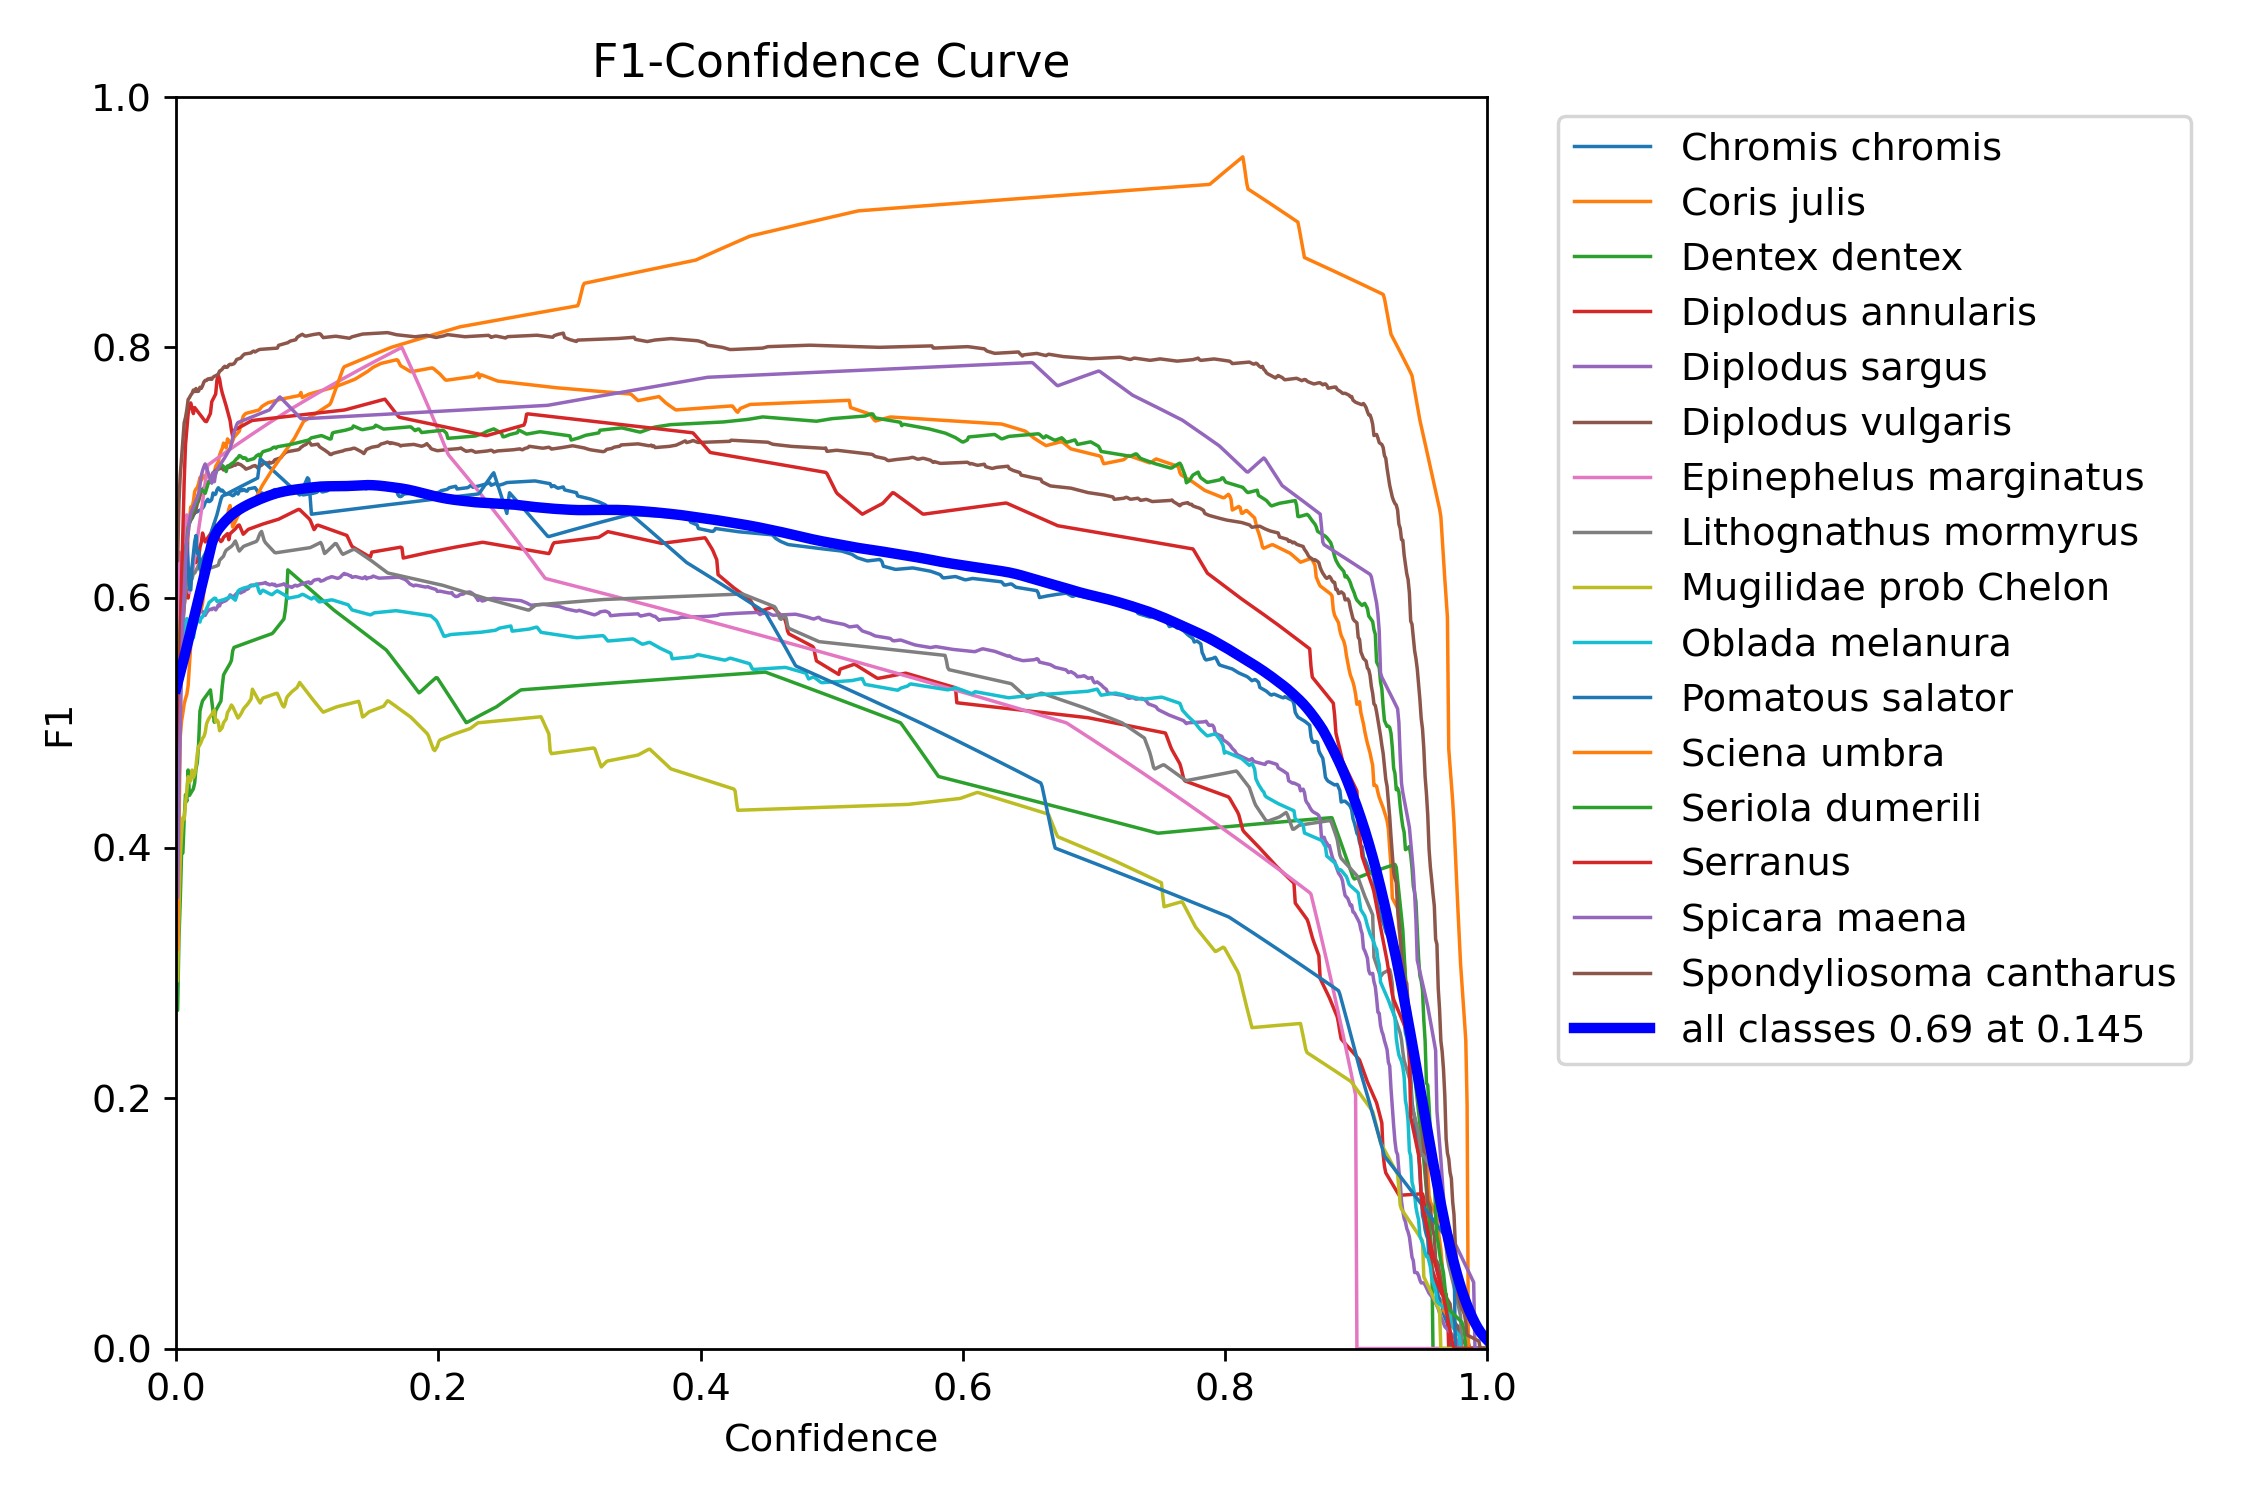 F1-Confidence Curve
1.0
0.8
0.6
0.4
0.2
0.0
F1
0.0 0.2 0.4 0.6 0.8 1.0
Confidence
Chromis chromis
Coris julis
Dentex dentex
Diplodus annularis
Diplodus sargus
Diplodus vulgaris
Epinephelus marginatus
Lithognathus mormyrus
Mugilidae prob Chelon
Oblada melanura
Pomatous salator
Sciena umbra
Seriola dumerili
Serranus
Spicara maena
Spondyliosoma cantharus
all classes 0.69 at 0.145